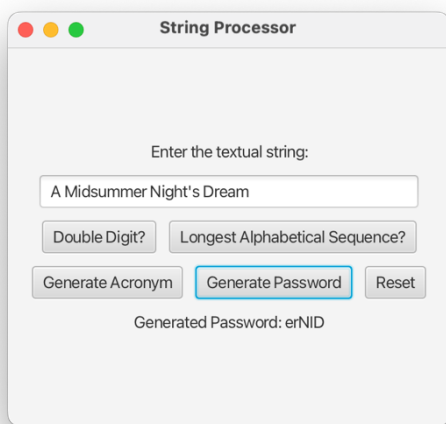 String Processor
Enter the textual string:
A Midsummer Night's Dream
Double Digit? Longest Alphabetical Sequence?
Generate Acronym Generate Password Reset
Generated Password: erNID